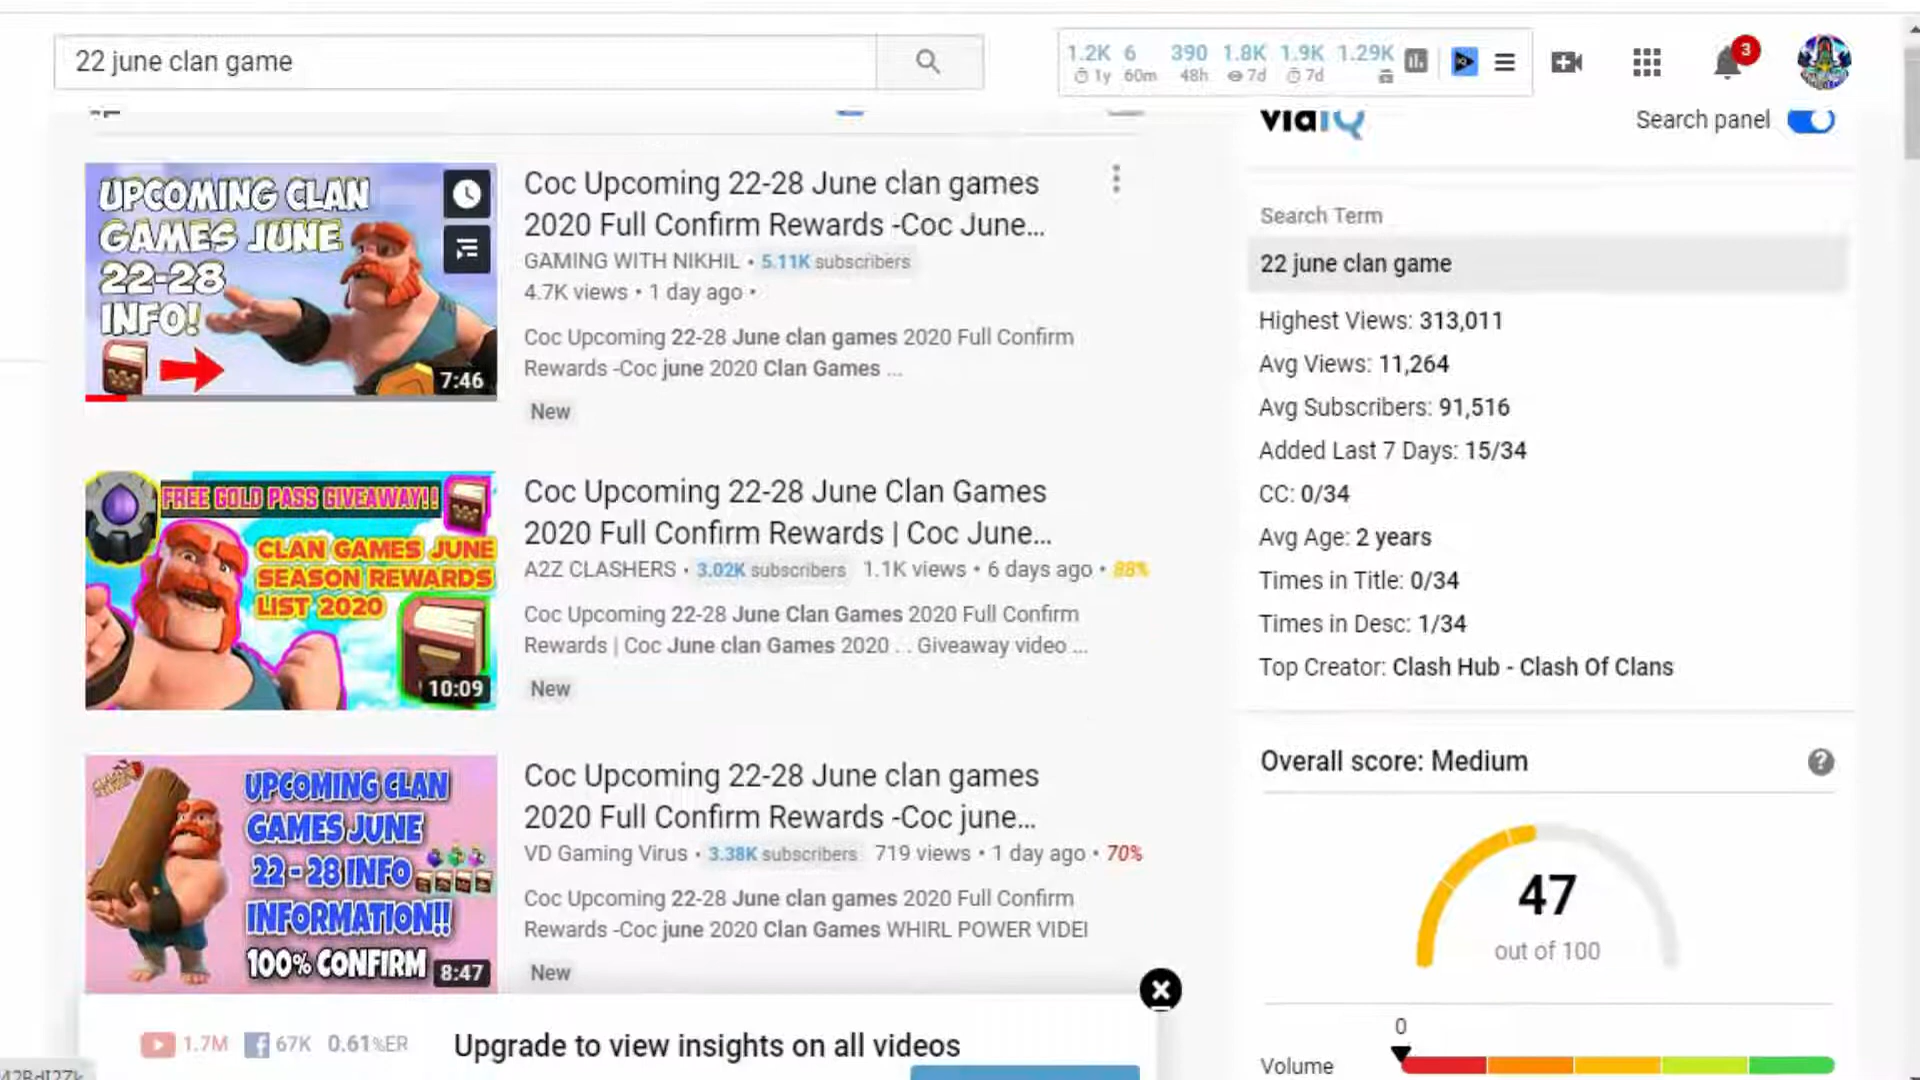 22 june clan game
1.2K 6 390 1.8K 1.9K 1.29K
1y 60m 48h 7d 7d
3
vidIQ
Search panel
UPCOMING CLAN
GAMES JUNE
22-28
INFO!
7:46
Coc Upcoming 22-28 June clan games
2020 Full Confirm Rewards -Coc June...
GAMING WITH NIKHIL • 5.11K subscribers
4.7K views • 1 day ago •
Coc Upcoming 22-28 June clan games 2020 Full Confirm
Rewards -Coc june 2020 Clan Games ...
New
FREE GOLD PASS GIVEAWAY!!
CLAN GAMES JUNE
SEASON REWARDS
LIST 2020
10:09
Coc Upcoming 22-28 June Clan Games
2020 Full Confirm Rewards | Coc June...
A2Z CLASHERS • 3.02K subscribers 1.1K views • 6 days ago • 88%
Coc Upcoming 22-28 June Clan Games 2020 Full Confirm
Rewards | Coc June clan Games 2020 . . Giveaway video ...
New
UPCOMING CLAN
GAMES JUNE
22-28 INFO
INFORMATION!!
100% CONFIRM
8:47
Coc Upcoming 22-28 June clan games
2020 Full Confirm Rewards -Coc june...
VD Gaming Virus • 3.38K subscribers 719 views • 1 day ago • 70%
Coc Upcoming 22-28 June clan games 2020 Full Confirm
Rewards -Coc june 2020 Clan Games WHIRL POWER VIDEI
New
1.7M 67K 0.61%ER
Upgrade to view insights on all videos
Search Term
22 june clan game
Highest Views: 313,011
Avg Views: 11,264
Avg Subscribers: 91,516
Added Last 7 Days: 15/34
CC: 0/34
Avg Age: 2 years
Times in Title: 0/34
Times in Desc: 1/34
Top Creator: Clash Hub - Clash Of Clans
Overall score: Medium
?
47
out of 100
0
Volume